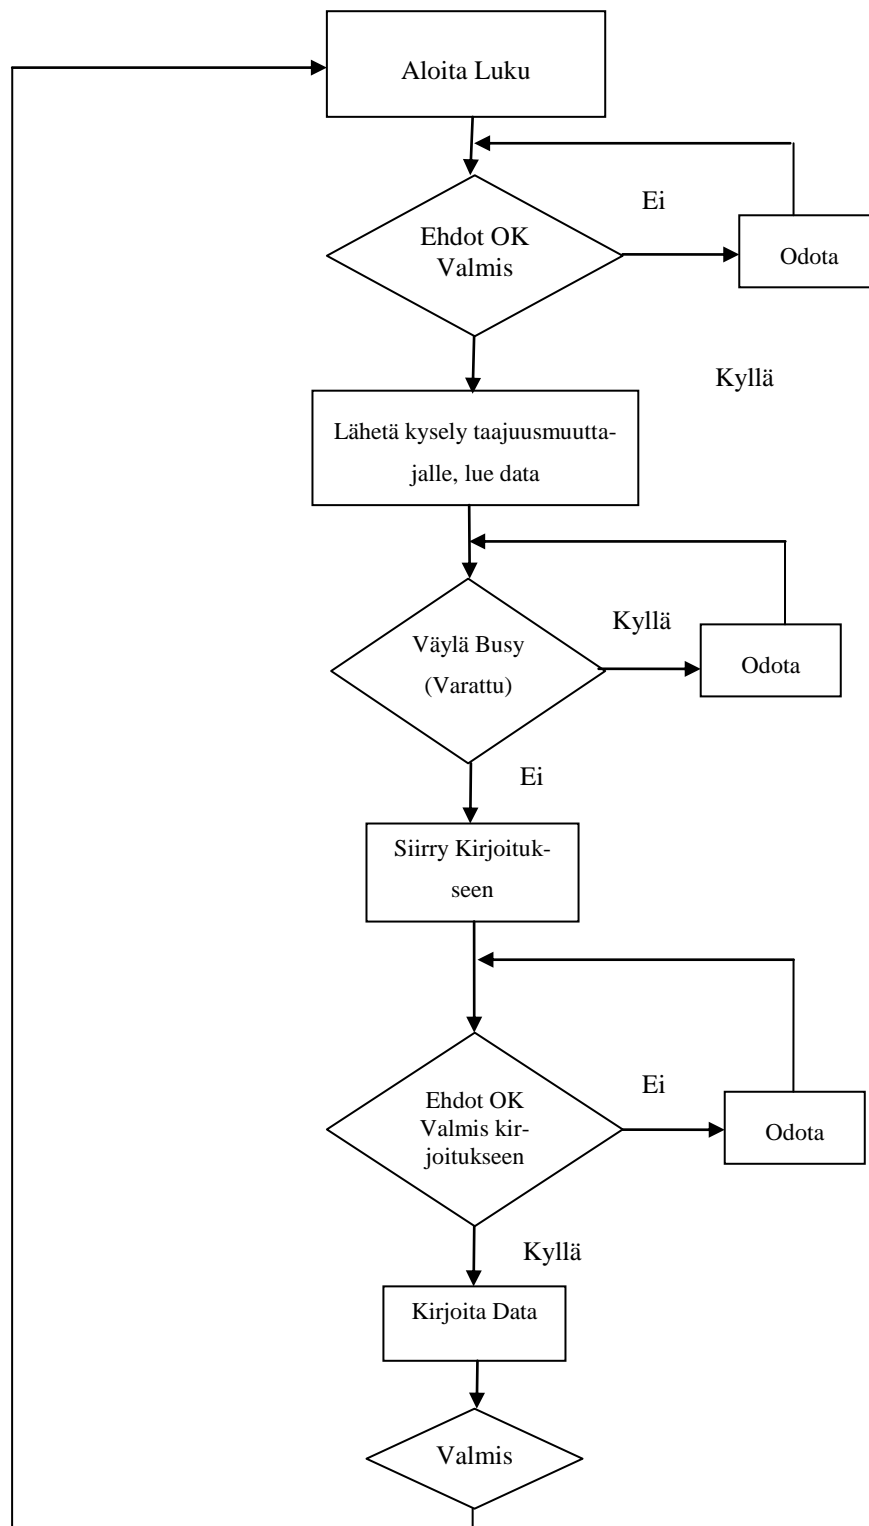 Aloita Luku
Ei
Ehdot OK
Valmis
Odota
Kyllä
Lähetä kysely taajuusmuutta-
jalle, lue data
Kyllä
Väylä Busy
(Varattu)
Odota
Ei
Siirry Kirjoituk-
seen
Ei
Ehdot OK
Valmis kir-
joitukseen
Odota
Kyllä
Kirjoita Data
Valmis